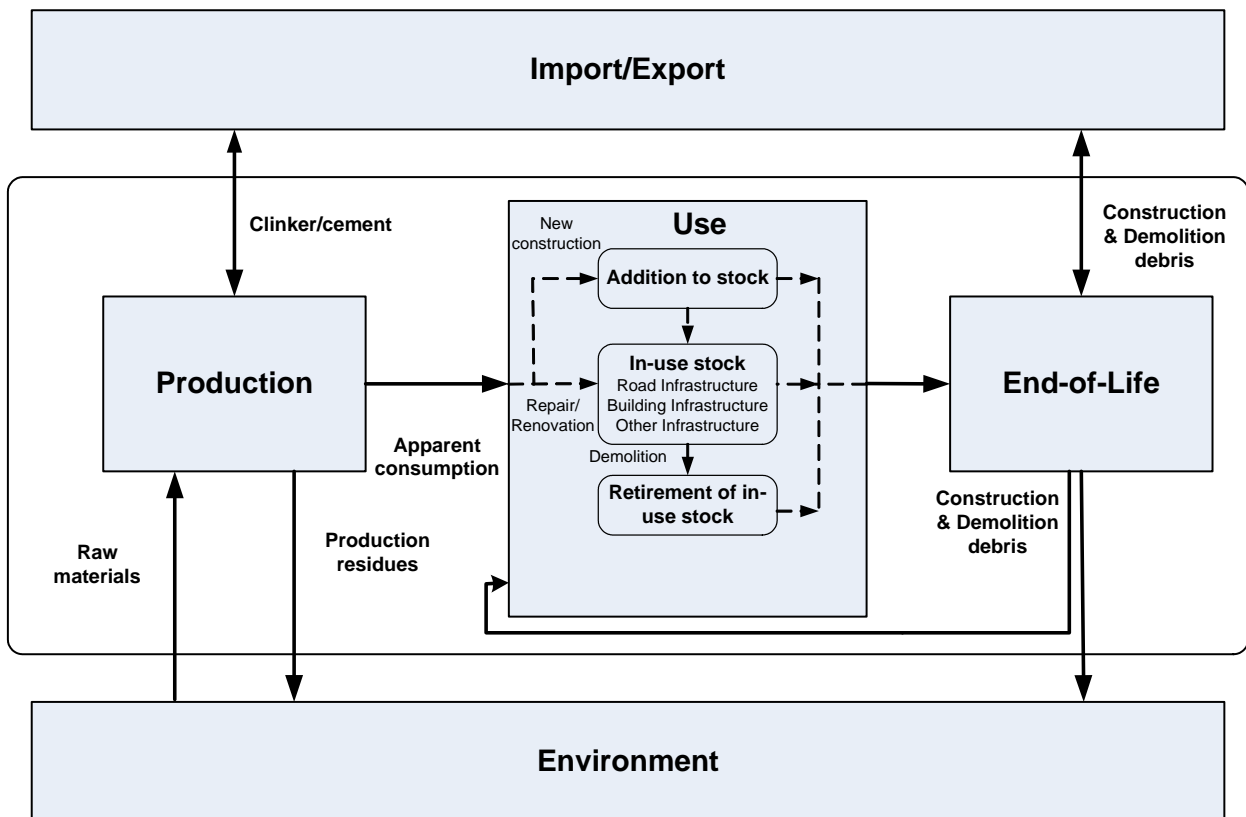 Import/Export
Clinker/cement
Construction
& Demolition
debris
New
construction
Use
Addition to stock
Production
In-use stock
Road Infrastructure
Building Infrastructure
Other Infrastructure
Repair/
Renovation
End-of-Life
Apparent
consumption
Demolition
Retirement of in-
use stock
Construction
& Demolition
debris
Raw
materials
Production
residues
Environment